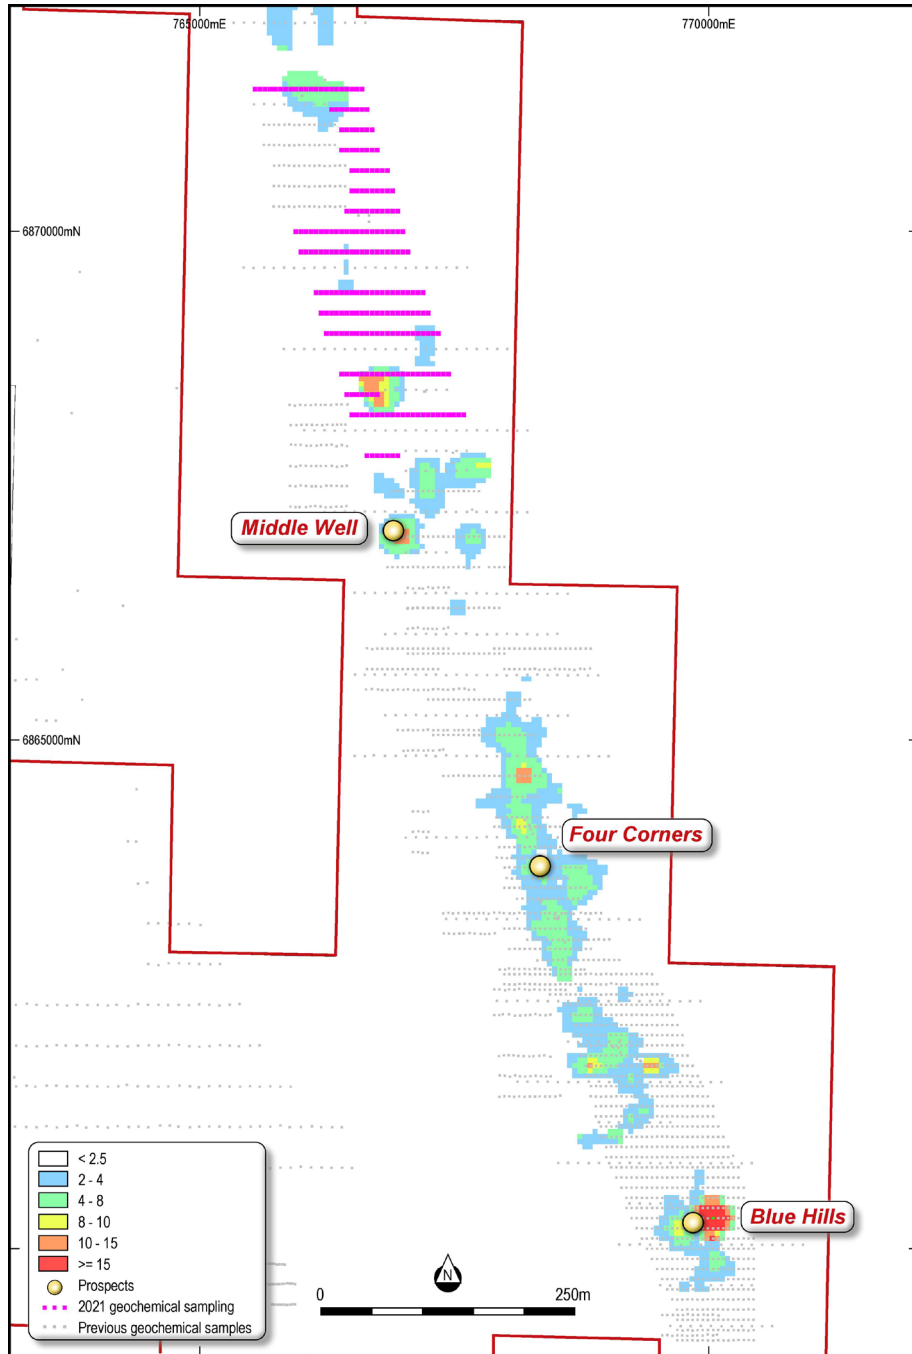 765000mE
770000mE
6870000mN
Middle Well
6865000mN
Four Corners
Blue Hills
< 2.5
2 - 4
4 - 8
8 - 10
10 - 15
>= 15
Prospects
2021 geochemical sampling
Previous geochemical samples
N
0 250m